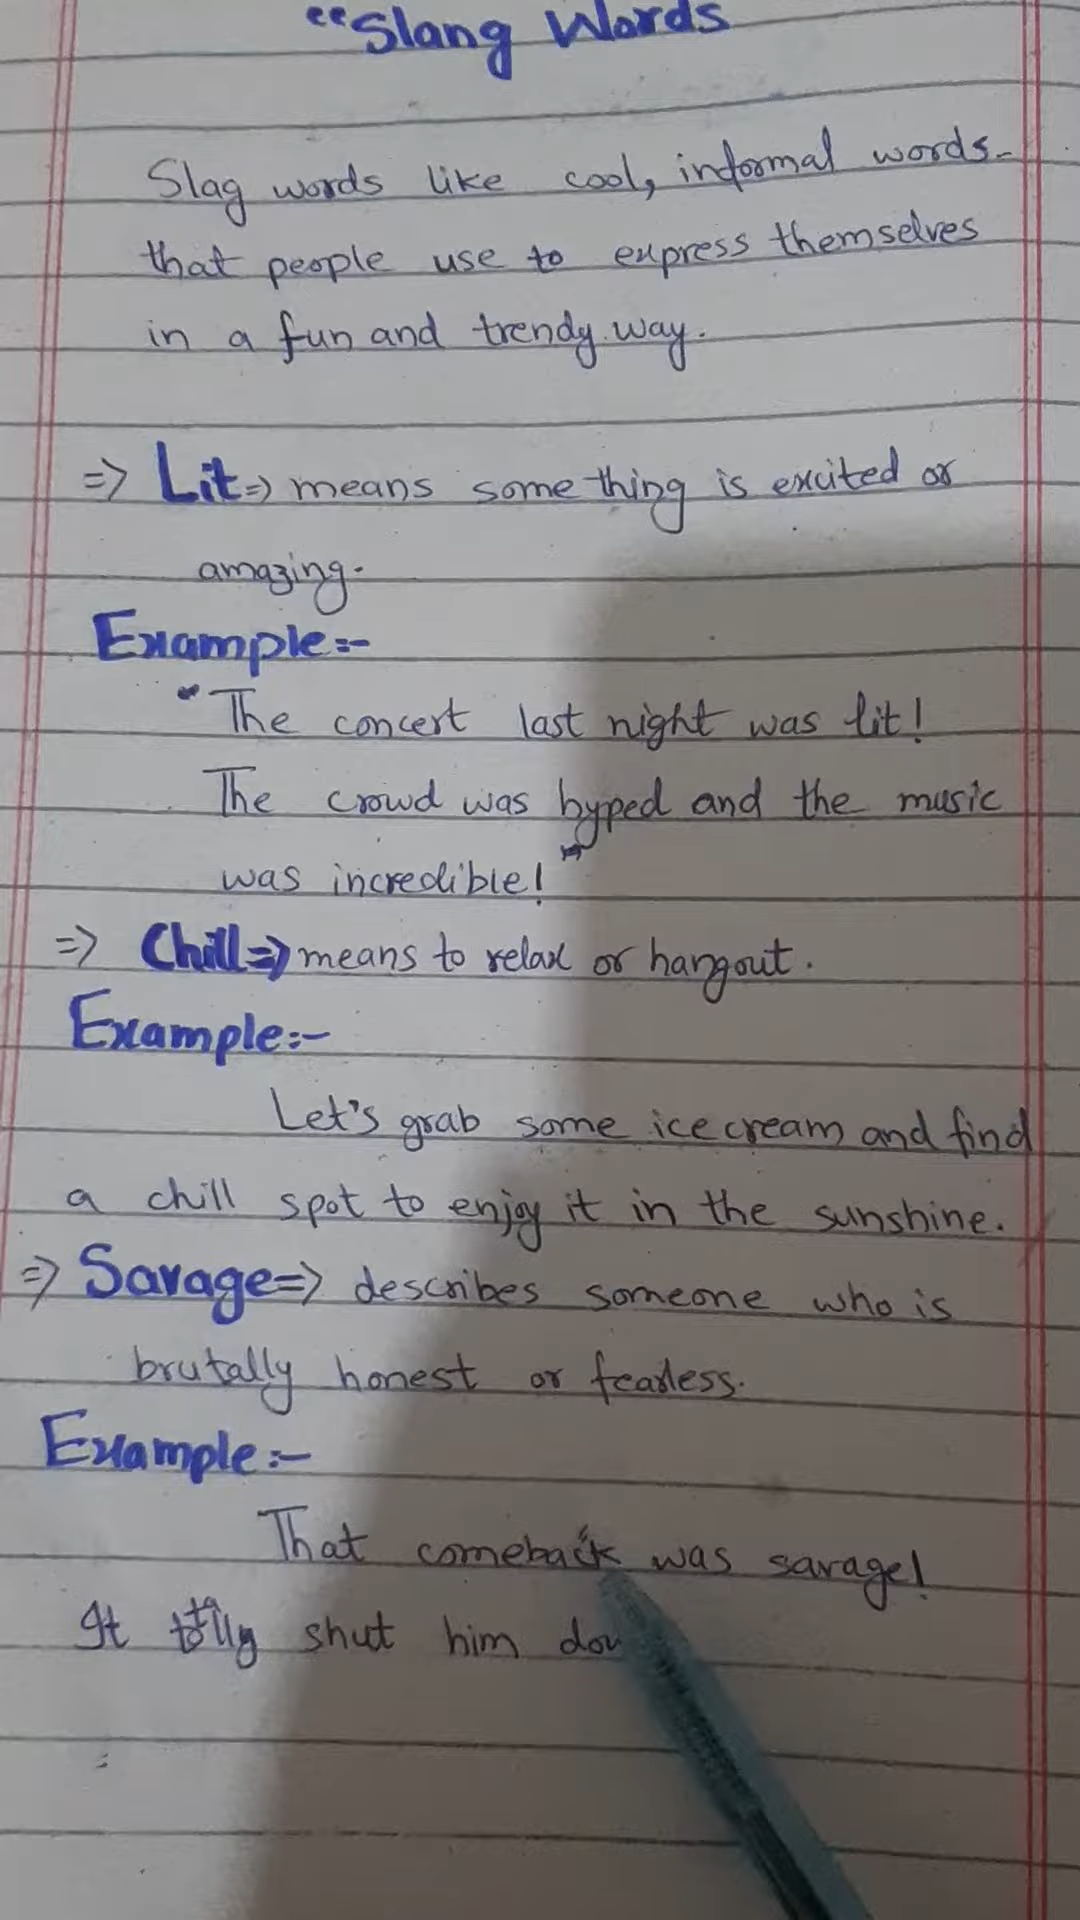 “Slang Words
Slag words like cool, informal words-
that people use to express themselves
in a fun and trendy way.
=> Lit => means something is excited or
amazing.
Example:-
"The concert last night was lit!
The crowd was hyped and the music
was incredible!"
=> Chill => means to relax or hangout.
Example:-
Let's grab some ice cream and find
a chill spot to enjoy it in the sunshine.
=> Savage => describes someone who is
brutally honest or fearless.
Example:-
That comeback was savage!
It shut him